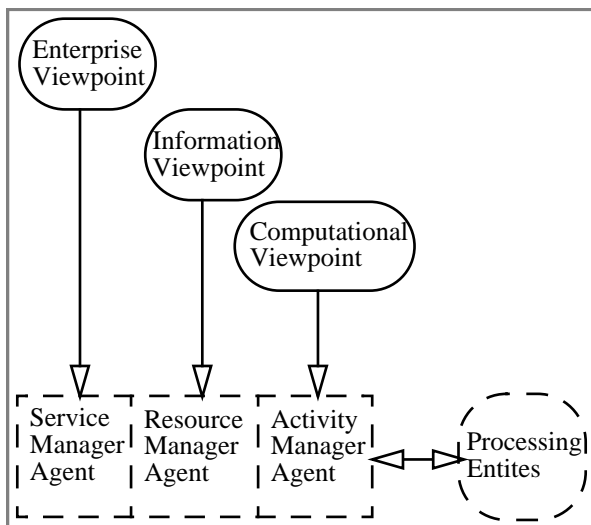 Enterprise
Viewpoint
Information
Viewpoint
Computational
Viewpoint
Service
Manager
Agent
Resource
Manager
Agent
Activity
Manager
Agent
Processing
Entites